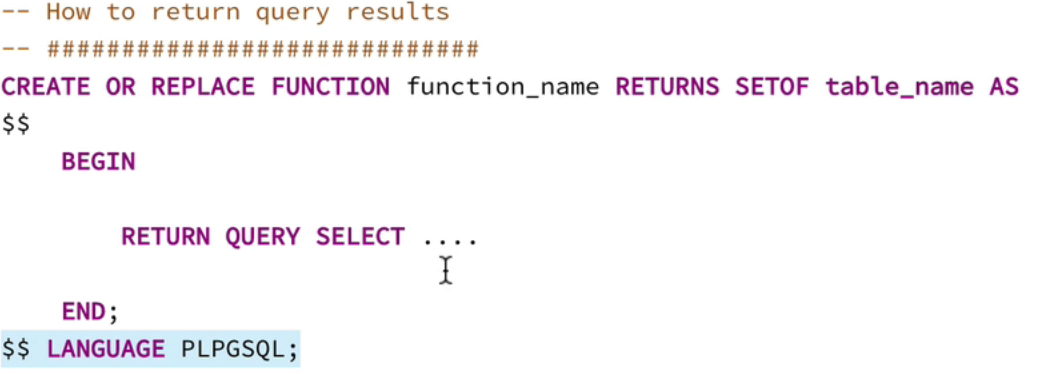 -- How to return query results
-- #############################
CREATE OR REPLACE FUNCTION function_name RETURNS SETOF table_name AS
$$
BEGIN
RETURN QUERY SELECT ....
END;
$$ LANGUAGE PLPGSQL;